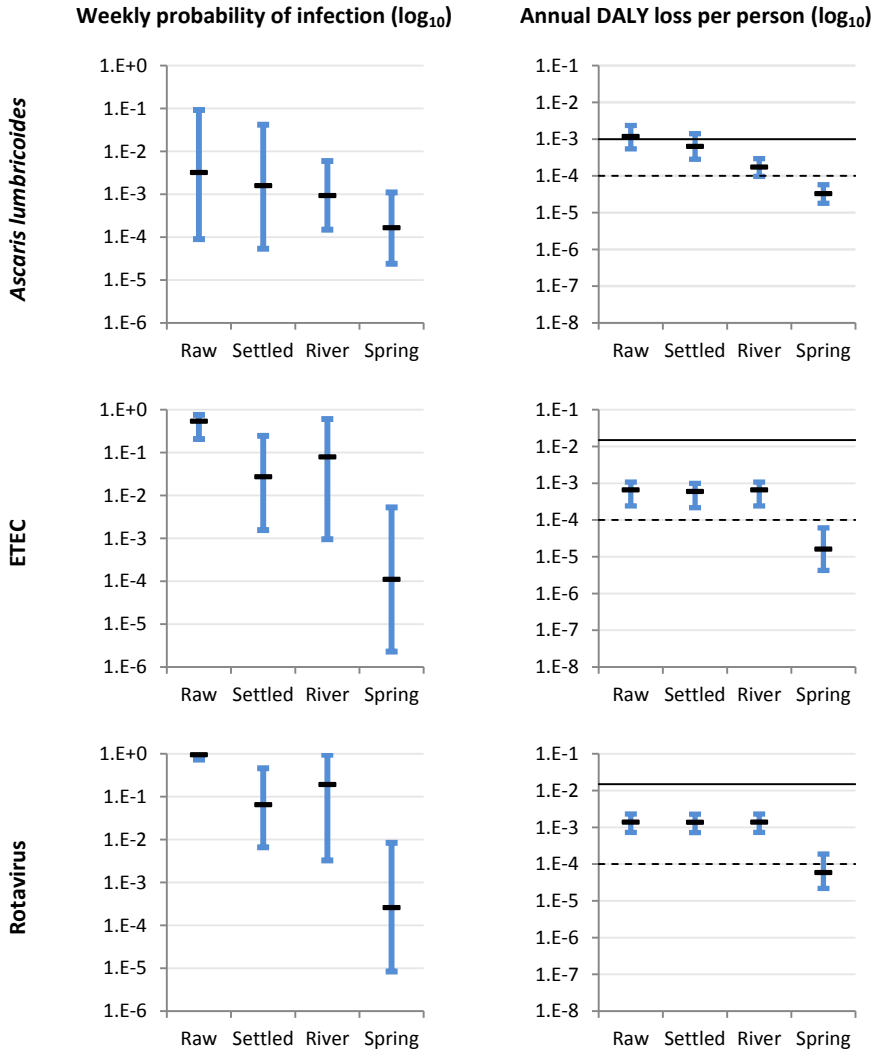 Weekly probability of infection (log₁₀)
Annual DALY loss per person (log₁₀)
Ascaris lumbricoides
1.E+0
1.E-1
1.E-2
1.E-3
1.E-4
1.E-5
1.E-6
Raw Settled River Spring
1.E-1
1.E-2
1.E-3
1.E-4
1.E-5
1.E-6
1.E-7
1.E-8
Raw Settled River Spring
ETEC
1.E+0
1.E-1
1.E-2
1.E-3
1.E-4
1.E-5
1.E-6
Raw Settled River Spring
1.E-1
1.E-2
1.E-3
1.E-4
1.E-5
1.E-6
1.E-7
1.E-8
Raw Settled River Spring
Rotavirus
1.E+0
1.E-1
1.E-2
1.E-3
1.E-4
1.E-5
1.E-6
Raw Settled River Spring
1.E-1
1.E-2
1.E-3
1.E-4
1.E-5
1.E-6
1.E-7
1.E-8
Raw Settled River Spring